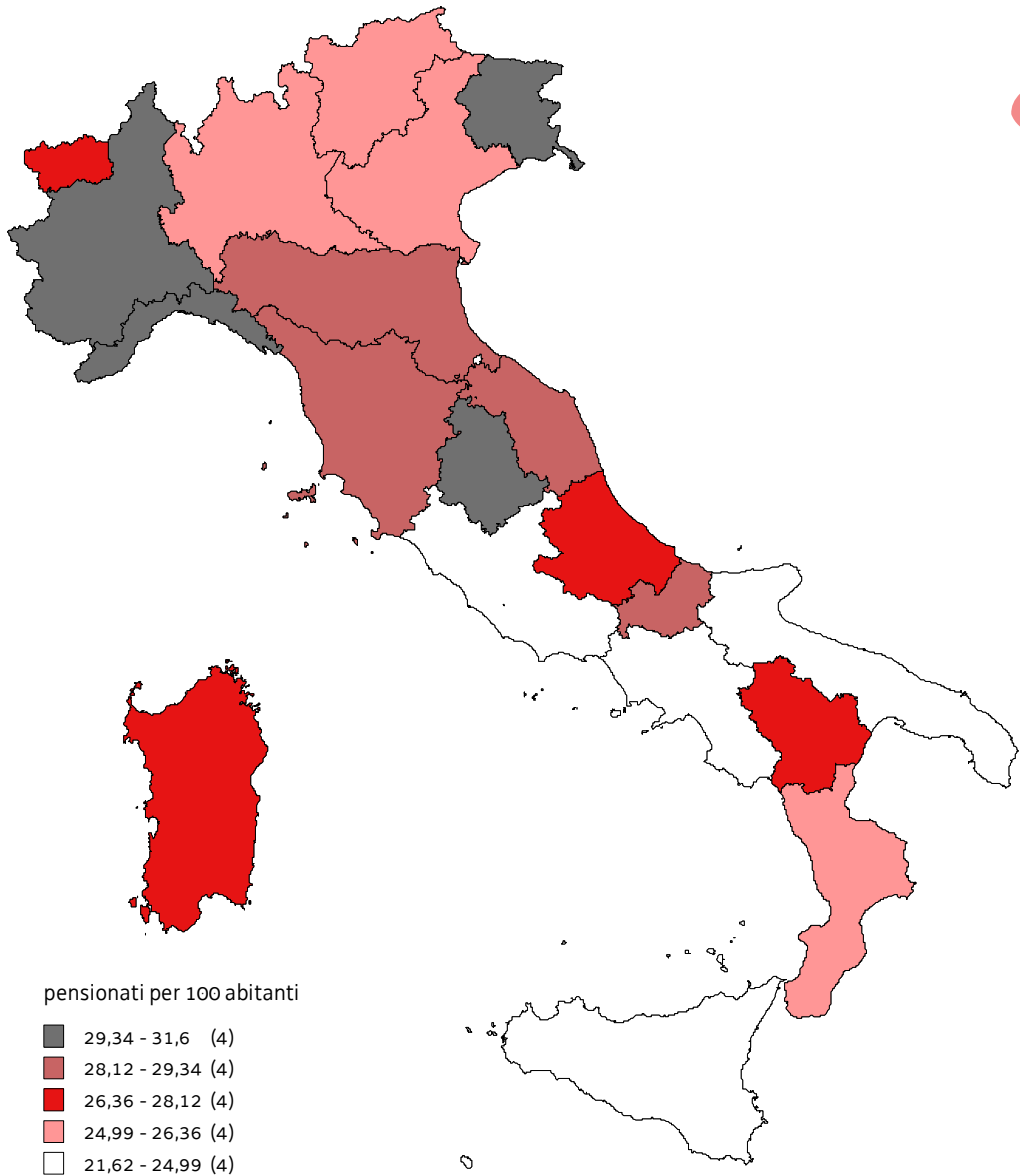 pensionati per 100 abitanti
29,34 - 31,6 (4)
28,12 - 29,34 (4)
26,36 - 28,12 (4)
24,99 - 26,36 (4)
21,62 - 24,99 (4)